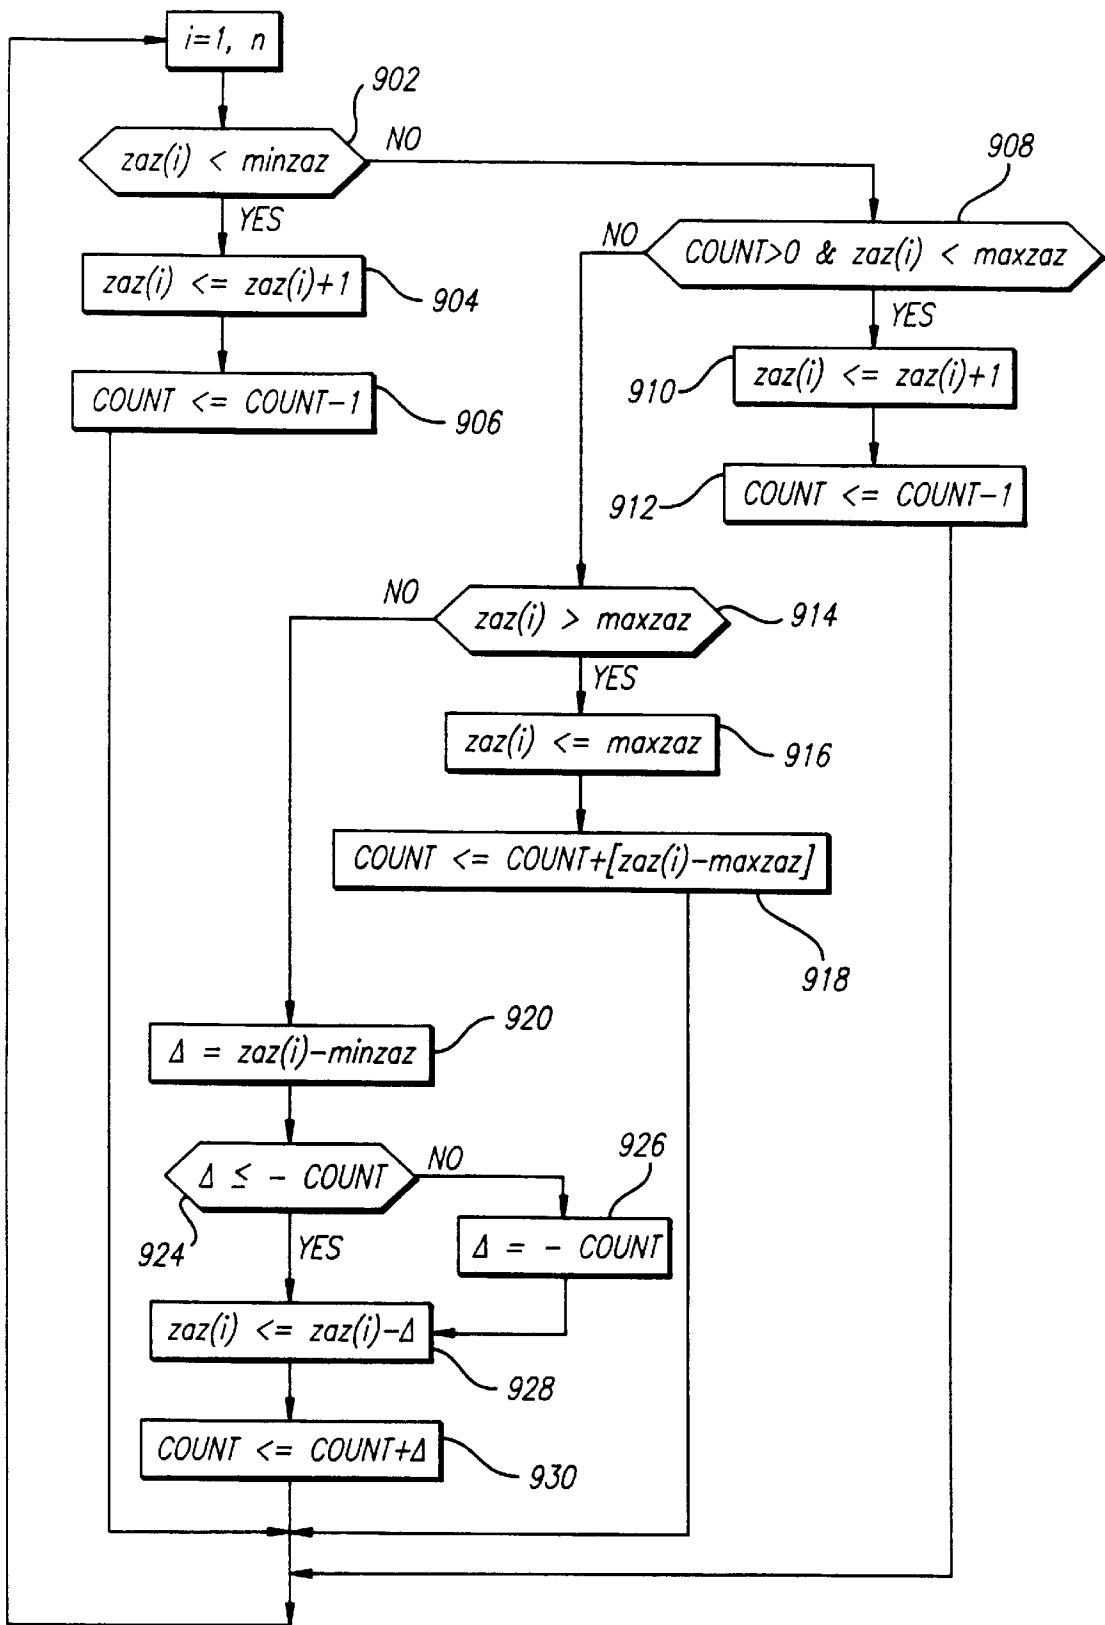 i=1, n
902
zaz(i) < minzaz
NO
YES
908
COUNT>0 & zaz(i) < maxzaz
NO
YES
zaz(i) <= zaz(i)+1
904
COUNT <= COUNT-1
906
910
zaz(i) <= zaz(i)+1
912
COUNT <= COUNT-1
NO
zaz(i) > maxzaz
914
YES
zaz(i) <= maxzaz
916
COUNT <= COUNT+[zaz(i)-maxzaz]
918
920
Δ = zaz(i)-minzaz
Δ ≤ - COUNT
NO
926
924
YES
Δ = - COUNT
zaz(i) <= zaz(i)-Δ
928
COUNT <= COUNT+Δ
930